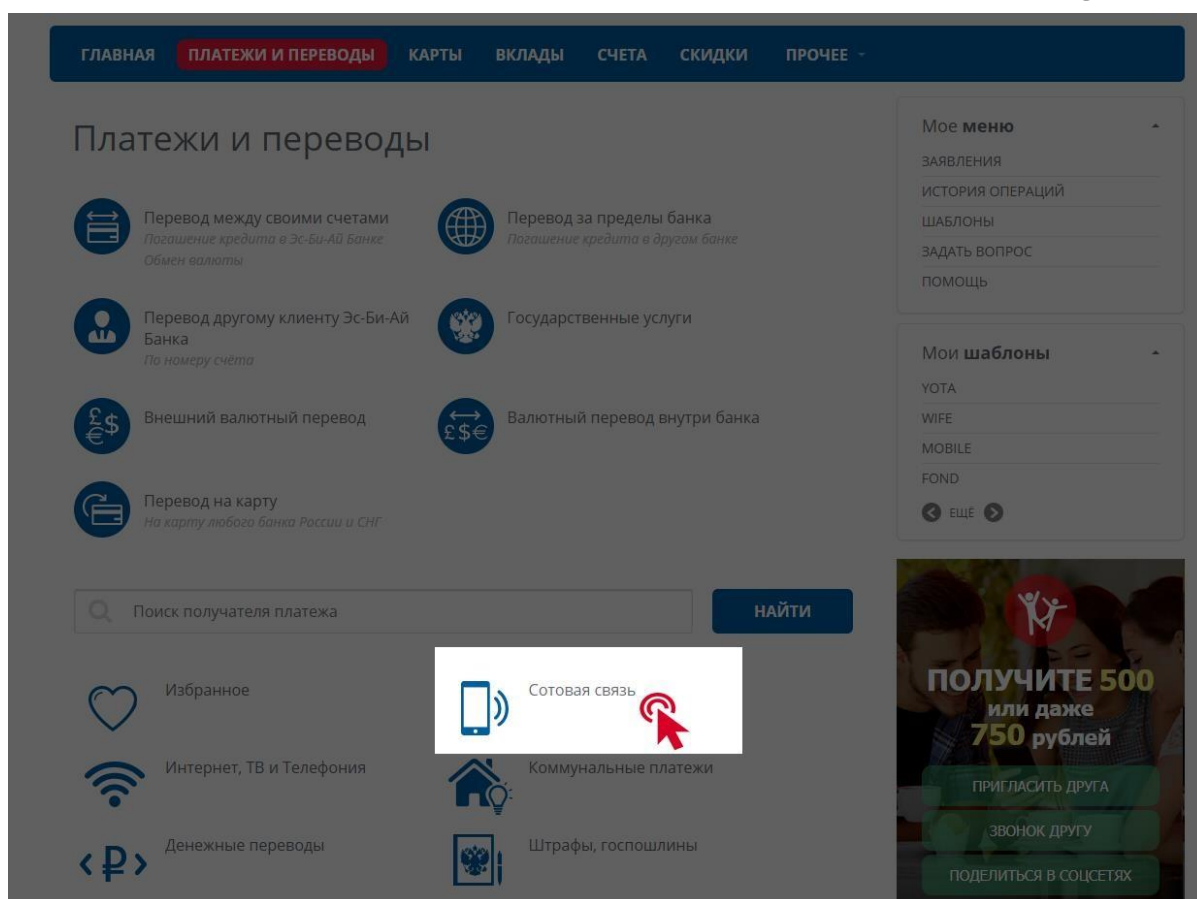 ГЛАВНАЯ ПЛАТЕЖИ И ПЕРЕВОДЫ КАРТЫ ВКЛАДЫ СЧЕТА СКИДКИ ПРОЧЕЕ
Платежи и переводы
Перевод между своими счетами
Погашение кредита в Эс-Би-Ай Банке
Обмен валюты
Перевод за пределы банка
Погашение кредита в другом банке
Перевод другому клиенту Эс-Би-Ай
Банка
По номеру счёта
Государственные услуги
Внешний валютный перевод
Валютный перевод внутри банка
Перевод на карту
На карту любого банка России и СНГ
Поиск получателя платежа
НАЙТИ
Избранное
Сотовая связь
Интернет, ТВ и Телефония
Коммунальные платежи
Денежные переводы
Штрафы, госпошлины
Мое меню
ЗАЯВЛЕНИЯ
ИСТОРИЯ ОПЕРАЦИЙ
ШАБЛОНЫ
ЗАДАТЬ ВОПРОС
ПОМОЩЬ
Мои шаблоны
YOTA
WIFE
MOBILE
FOND
ЕЩЁ
ПОЛУЧИТЕ 500
или даже
750 рублей
ПРИГЛАСИТЬ ДРУГА
ЗВОНОК ДРУГУ
ПОДЕЛИТЬСЯ В СОЦСЕТЯХ